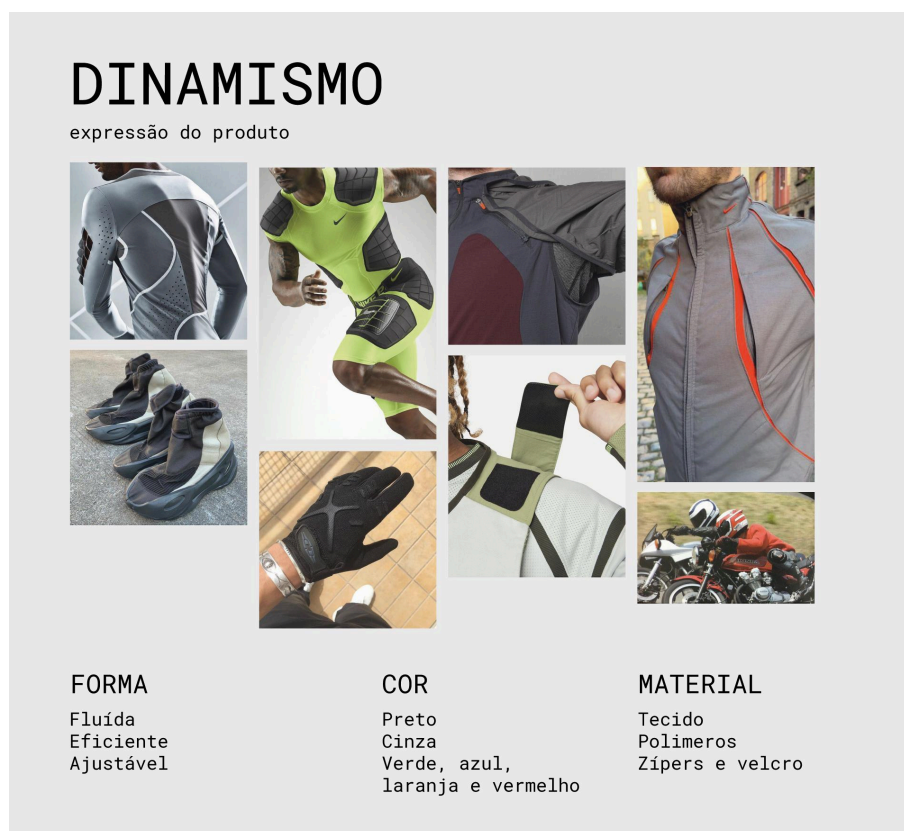 DINAMISMO
expressão do produto
FORMA
Fluída
Eficiente
Ajustável
COR
Preto
Cinza
Verde, azul,
laranja e vermelho
MATERIAL
Tecido
Polimeros
Zípers e velcro